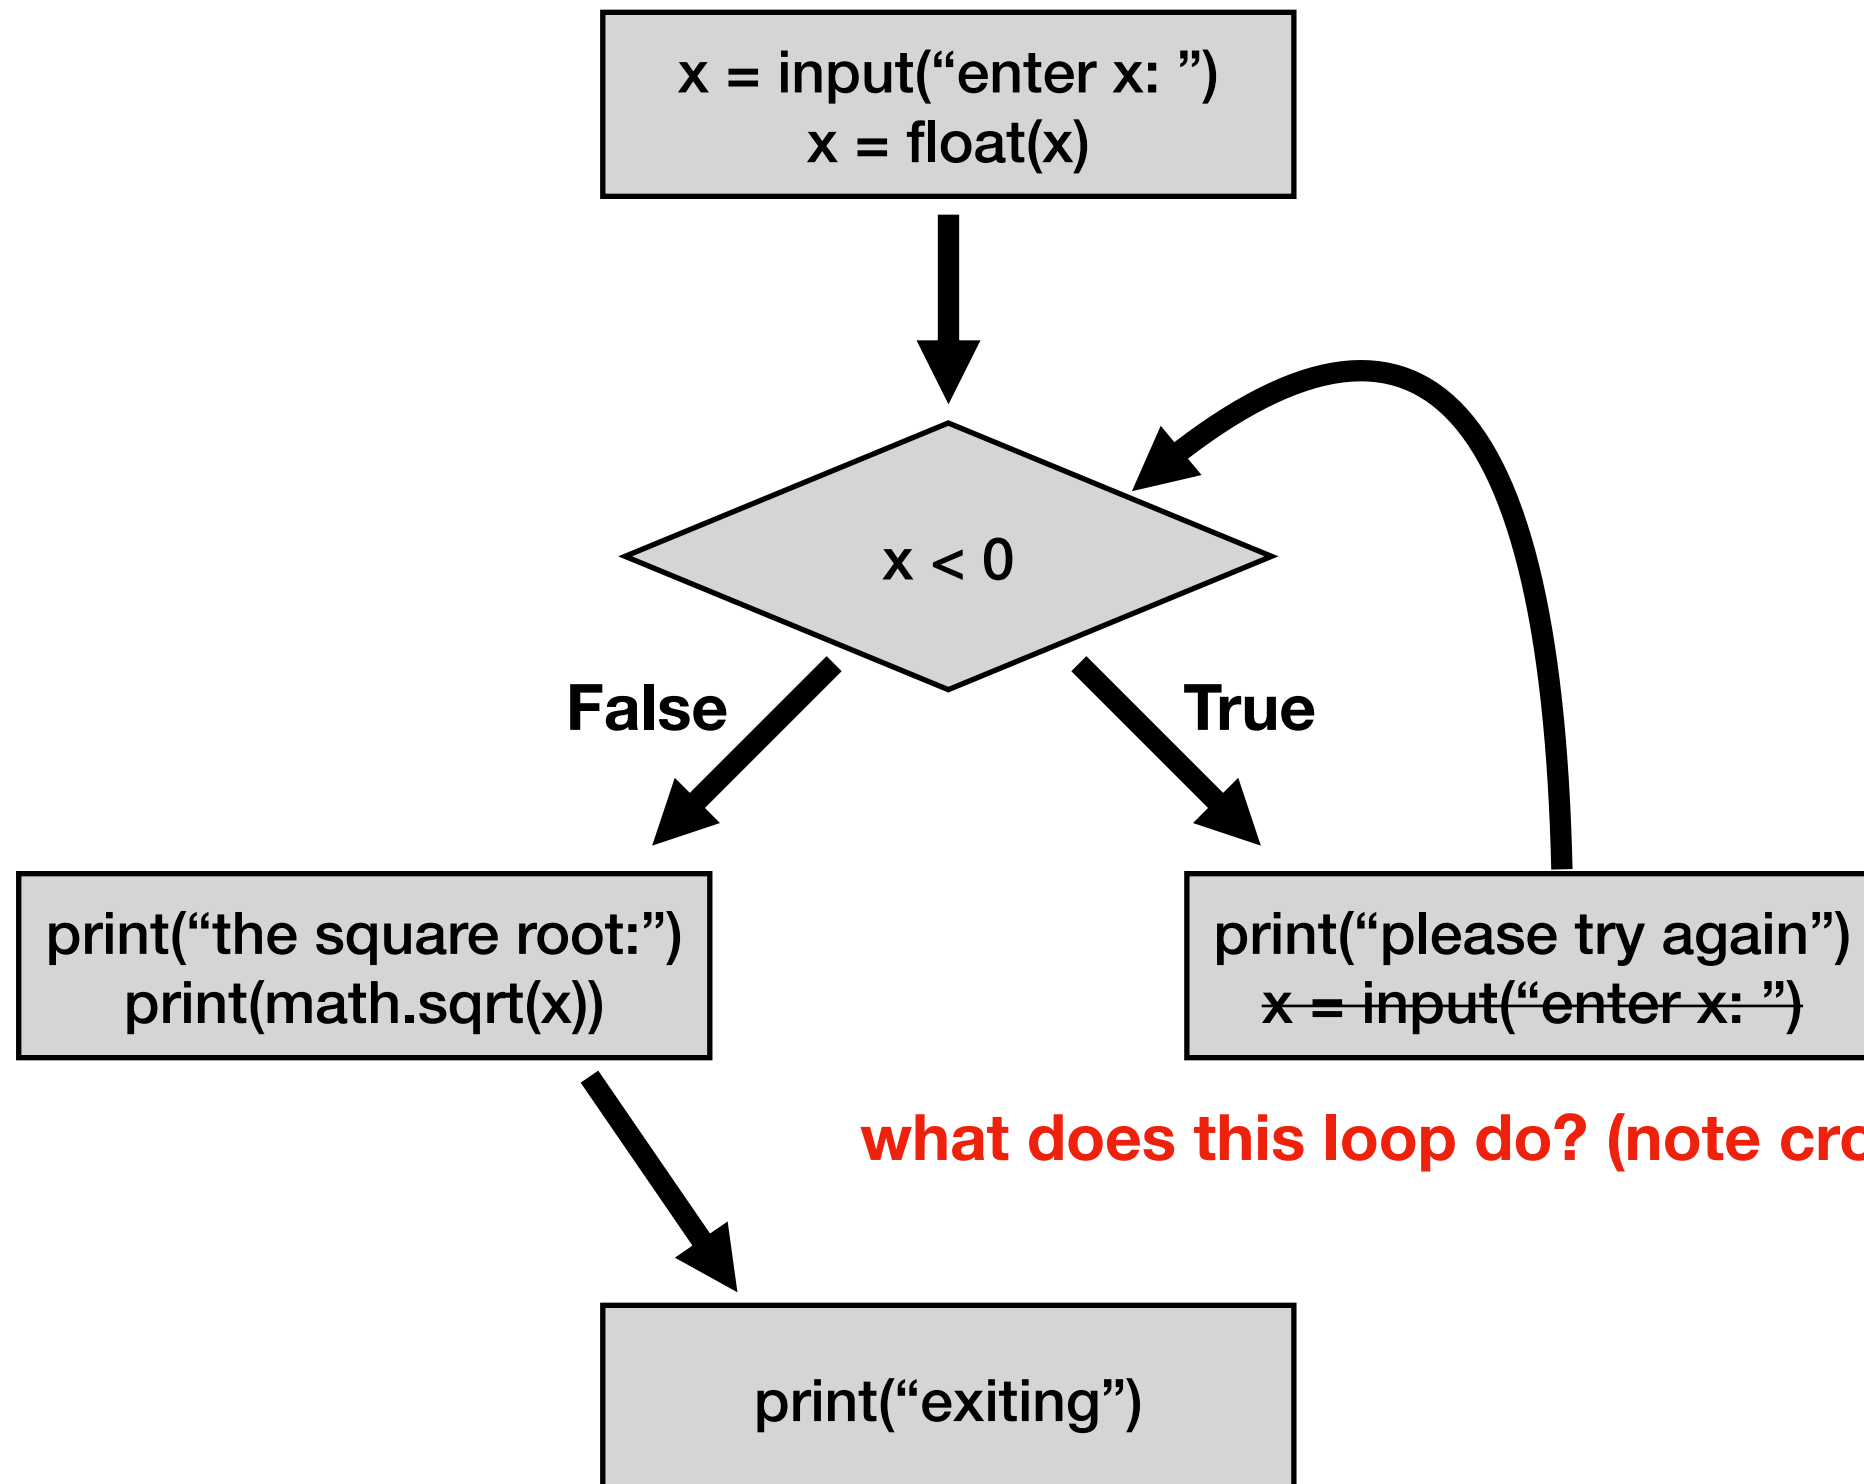 x = input(“enter x: ”)
x = float(x)
x < 0
False
True
print(“the square root:”)
print(math.sqrt(x))
print(“please try again”)
x = input(“enter x: ”)
what does this loop do? (note
print(“exiting”)